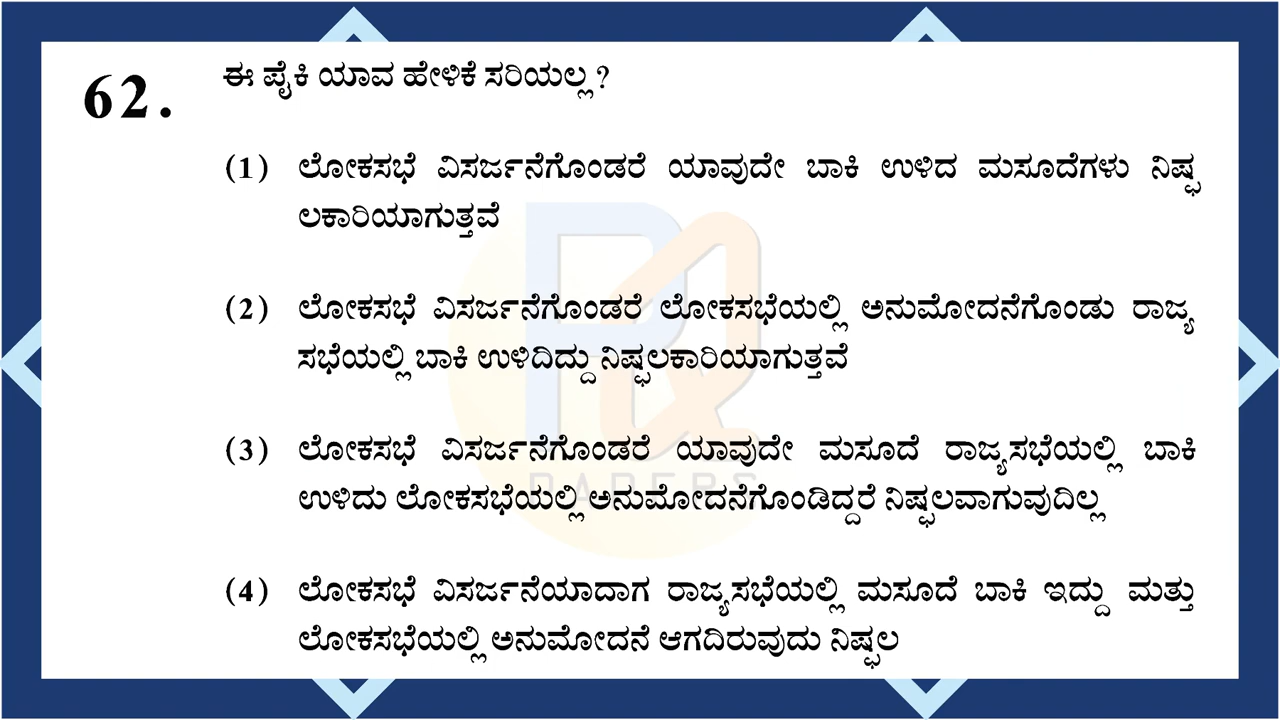 62. ಈ ಪೈಕಿ ಯಾವ ಹೇಳಿಕೆ ಸರಿಯಲ್ಲ ?
(1) ಲೋಕಸಭೆ ವಿಸರ್ಜನೆಗೊಂಡರೆ ಯಾವುದೇ ಬಾಕಿ ಉಳಿದ ಮಸೂದೆಗಳು ನಿಷ್ಫ
ಲಕಾರಿಯಾಗುತ್ತವೆ
(2) ಲೋಕಸಭೆ ವಿಸರ್ಜನೆಗೊಂಡರೆ ಲೋಕಸಭೆಯಲ್ಲಿ ಅನುಮೋದನೆಗೊಂಡು ರಾಜ್ಯ
ಸಭೆಯಲ್ಲಿ ಬಾಕಿ ಉಳಿದಿದ್ದು ನಿಷ್ಫಲಕಾರಿಯಾಗುತ್ತವೆ
(3) ಲೋಕಸಭೆ ವಿಸರ್ಜನೆಗೊಂಡರೆ ಯಾವುದೇ ಮಸೂದೆ ರಾಜ್ಯಸಭೆಯಲ್ಲಿ ಬಾಕಿ
ಉಳಿದು ಲೋಕಸಭೆಯಲ್ಲಿ ಅನುಮೋದನೆಗೊಂಡಿದ್ದರೆ ನಿಷ್ಫಲವಾಗುವುದಿಲ್ಲ
PAPERS
(4) ಲೋಕಸಭೆ ವಿಸರ್ಜನೆಯಾದಾಗ ರಾಜ್ಯಸಭೆಯಲ್ಲಿ ಮಸೂದೆ ಬಾಕಿ ಇದ್ದು ಮತ್ತು
ಲೋಕಸಭೆಯಲ್ಲಿ ಅನುಮೋದನೆ ಆಗದಿರುವುದು ನಿಷ್ಫಲ